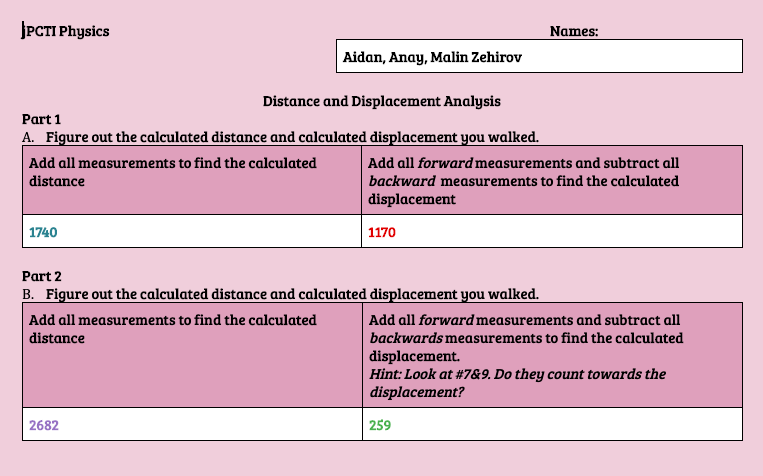 jPCTI Physics
Names:
Aidan, Anay, Malin Zehirov
Distance and Displacement Analysis
Part 1
A. Figure out the calculated distance and calculated displacement you walked.
Add all measurements to find the calculated
distance
Add all forward measurements and subtract all
backward measurements to find the calculated
displacement
1740
1170
Part 2
B. Figure out the calculated distance and calculated displacement you walked.
Add all measurements to find the calculated
distance
Add all forward measurements and subtract all
backwards measurements to find the calculated
displacement.
Hint: Look at #7&9. Do they count towards the
displacement?
2682
259